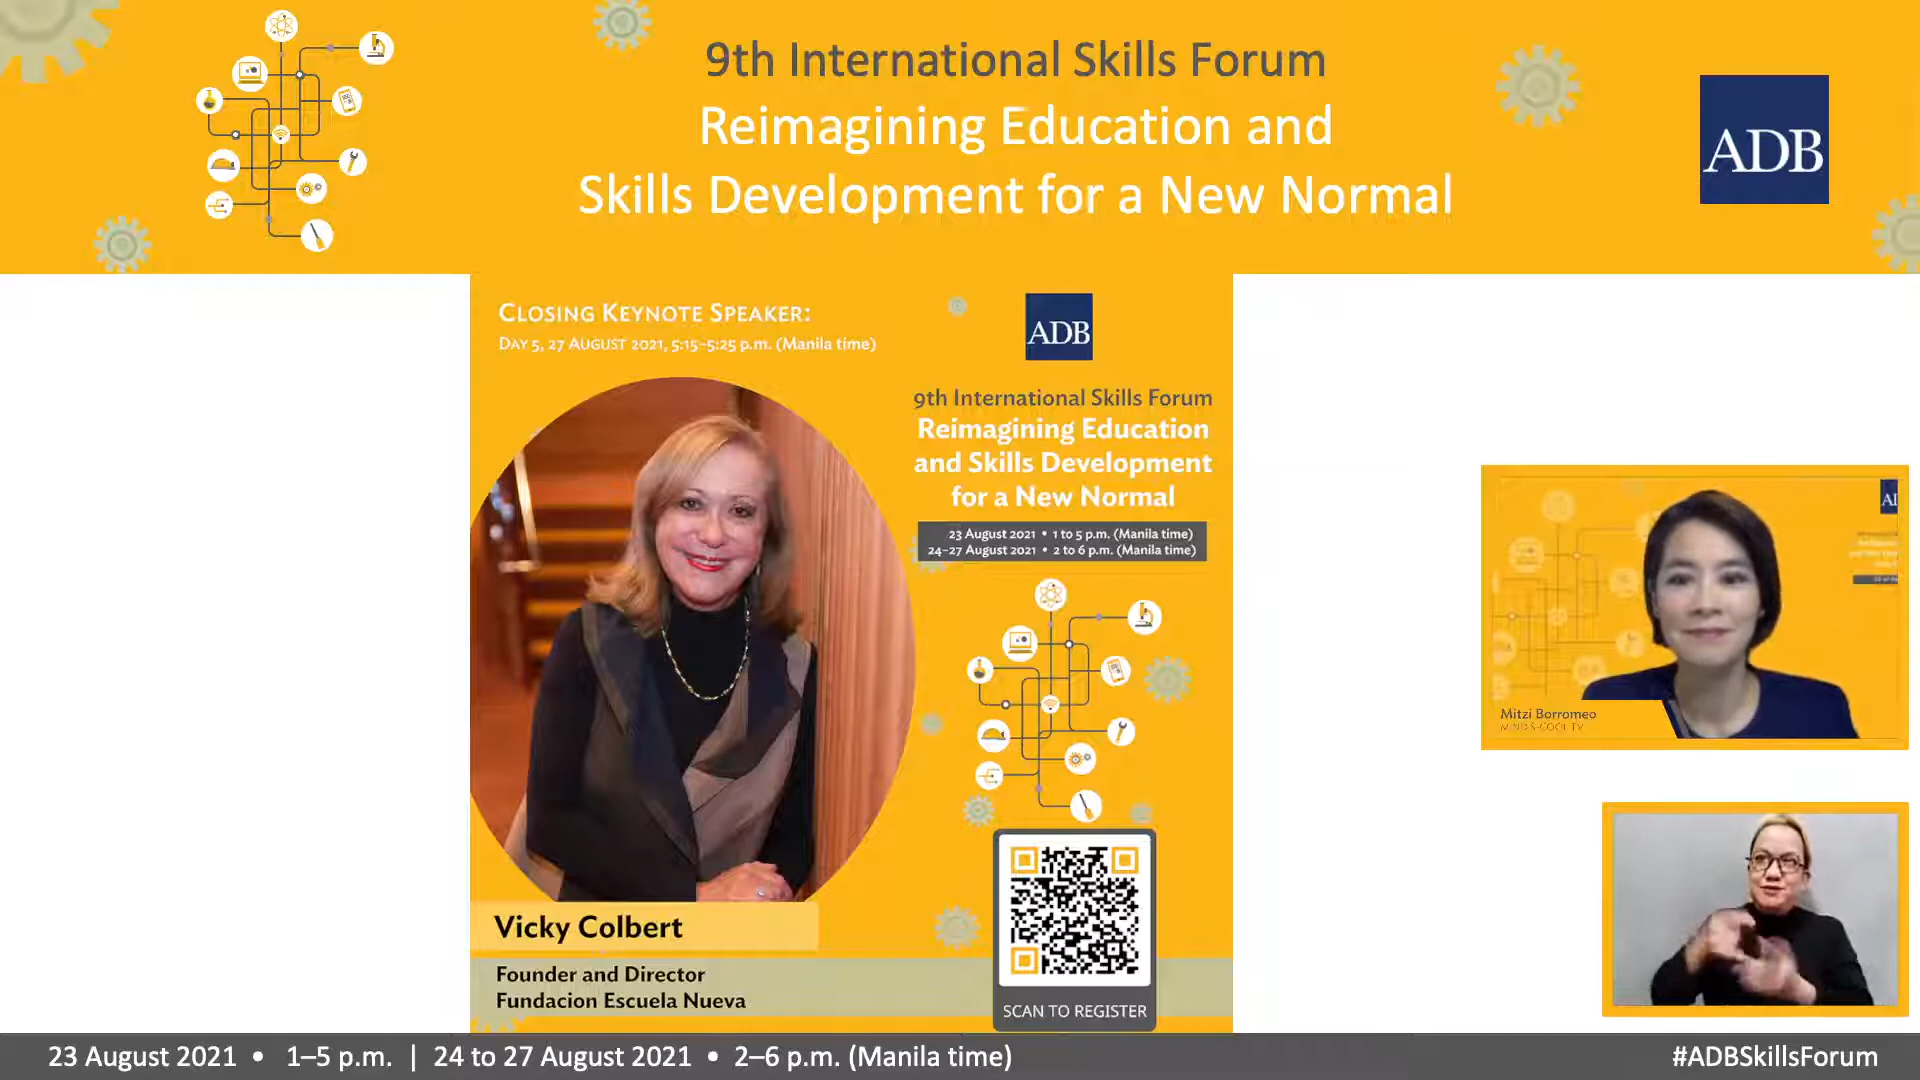 9th International Skills Forum
Reimagining Education and
Skills Development for a New Normal
ADB
CLOSING KEYNOTE SPEAKER:
DAY 5, 27 AUGUST 2021, 5:15–5:25 p.m. (Manila time)
ADB
9th International Skills Forum
Reimagining Education
and Skills Development
for a New Normal
23 August 2021 • 1 to 5 p.m. (Manila time)
24–27 August 2021 • 2 to 6 p.m. (Manila time)
Vicky Colbert
Founder and Director
Fundacion Escuela Nueva
SCAN TO REGISTER
Mitzi Borromeo
23 August 2021 • 1–5 p.m. | 24 to 27 August 2021 • 2–6 p.m. (Manila time)
#ADBSkillsForum